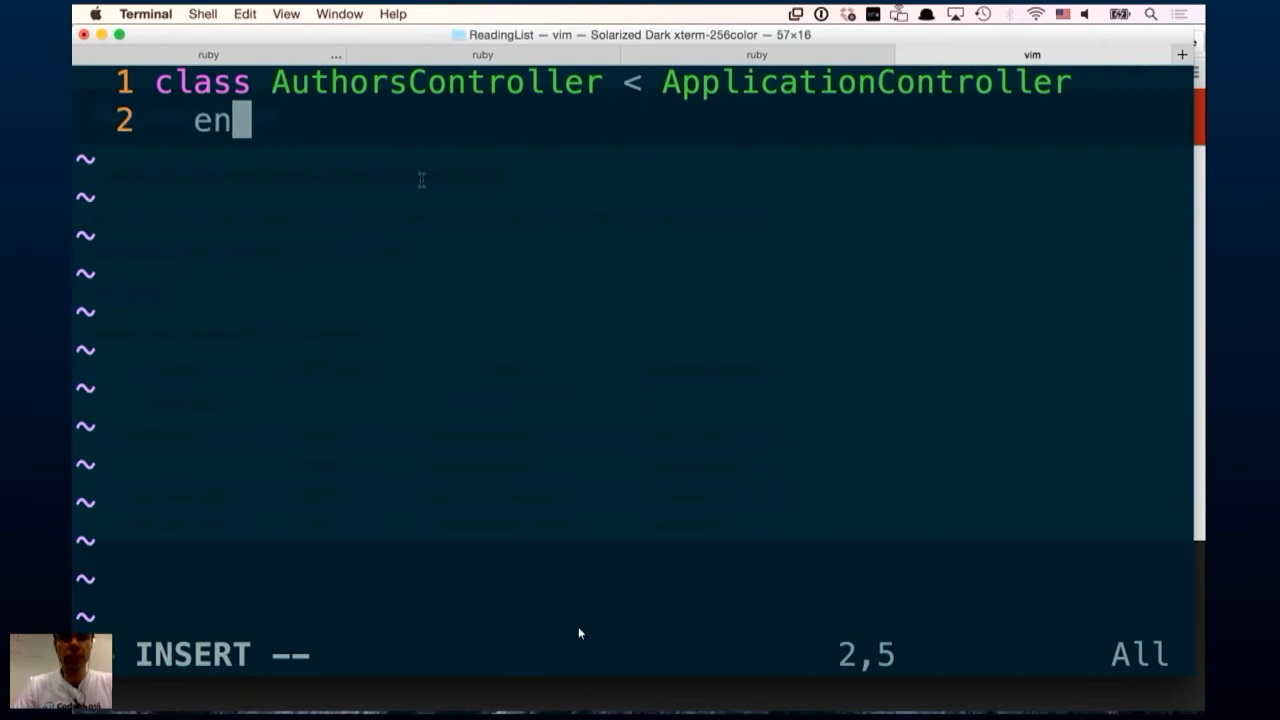 Terminal Shell Edit View Window Help
ReadingList — vim — Solarized Dark xterm-256color — 57×16
ruby ... ruby ruby vim +
1 class AuthorsController < ApplicationController
2 en
~
~
~
~
~
~
~
~
~
~
~
~
~
INSERT -- 2,5 All